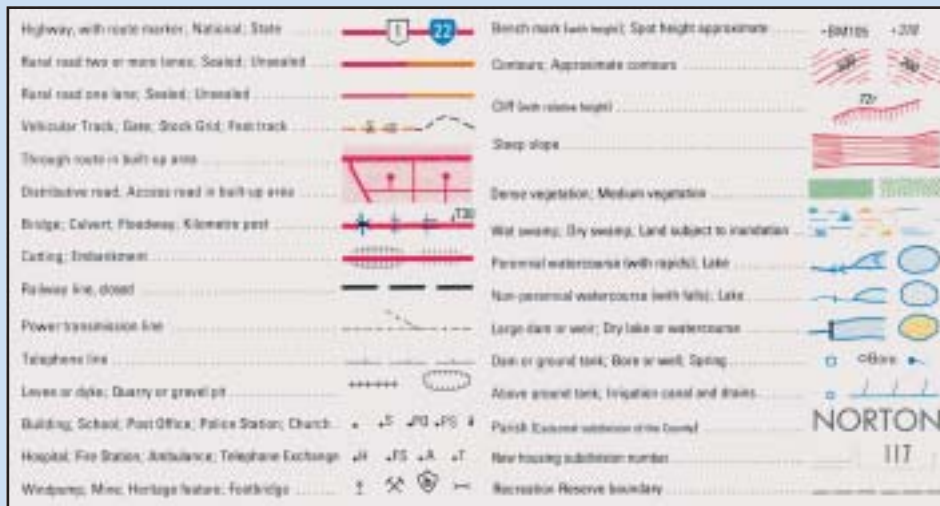 Highway, with route marker; National; State
1 22
Rural road two or more lanes; Sealed; Unsealed
Rural road one lane; Sealed; Unsealed
Vehicular Track; Gate; Stock Grid; Foot track
Through route in built-up area
Distributive road; Access road in built-up area
Bridge; Culvert; Floodway; Kilometre post
Cutting; Embankment
Railway line, closed
Power transmission line
Telephone line
Levee or dyke; Quarry or gravel pit
Building; School; Post Office; Police Station; Church
S PO PS
Hospital; Fire Station; Ambulance; Telephone Exchange
H FS A T
Windpump; Mine; Heritage feature; Footbridge
Bench mark (with height); Spot height approximate
BM105
Contours; Approximate contours
Cliff (with relative height)
Steep slope
Dense vegetation; Medium vegetation
Wet swamp; Dry swamp, Land subject to inundation
Perennial watercourse (with rapids); Lake
Non-perennial watercourse (with falls); Lake
Large dam or weir; Dry lake or watercourse
Dam or ground tank; Bore or well; Spring
Bore
Above ground tank; Irrigation canal and drains
Parish (Cadastral subdivision of the County)
NORTON
New housing subdivision number
117
Recreation Reserve boundary